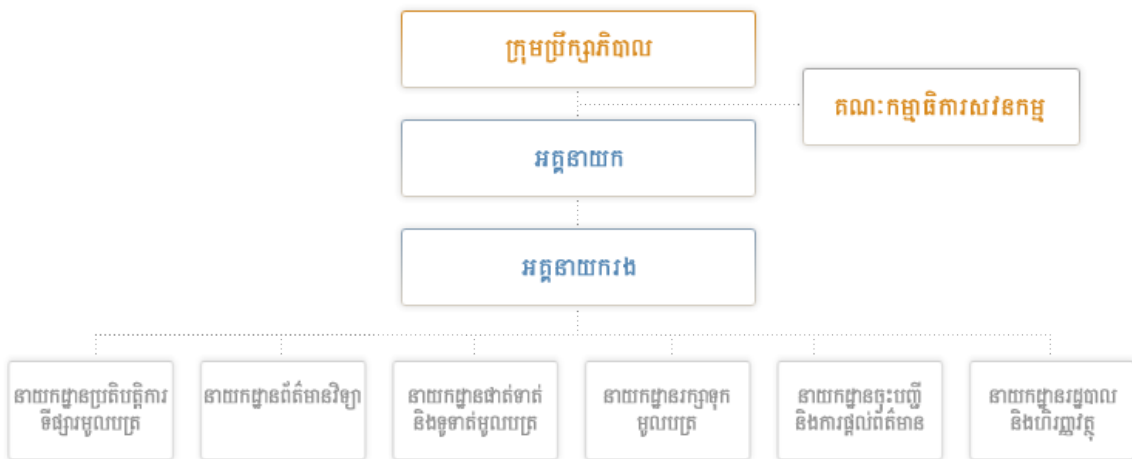 ក្រុមប្រឹក្សាភិបាល
គណៈកម្មាធិការសវនកម្ម
អគ្គនាយក
អគ្គនាយករង
នាយកដ្ឋានប្រតិបត្តិការ
ទីផ្សារមូលបត្រ
នាយកដ្ឋានព័ត៌មានវិទ្យា
នាយកដ្ឋានផាត់ទាត់
និងទូទាត់មូលបត្រ
នាយកដ្ឋានរក្សាទុក
មូលបត្រ
នាយកដ្ឋានចុះបញ្ជី
និងការផ្តល់ព័ត៌មាន
នាយកដ្ឋានរដ្ឋបាល
និងហិរញ្ញវត្ថុ